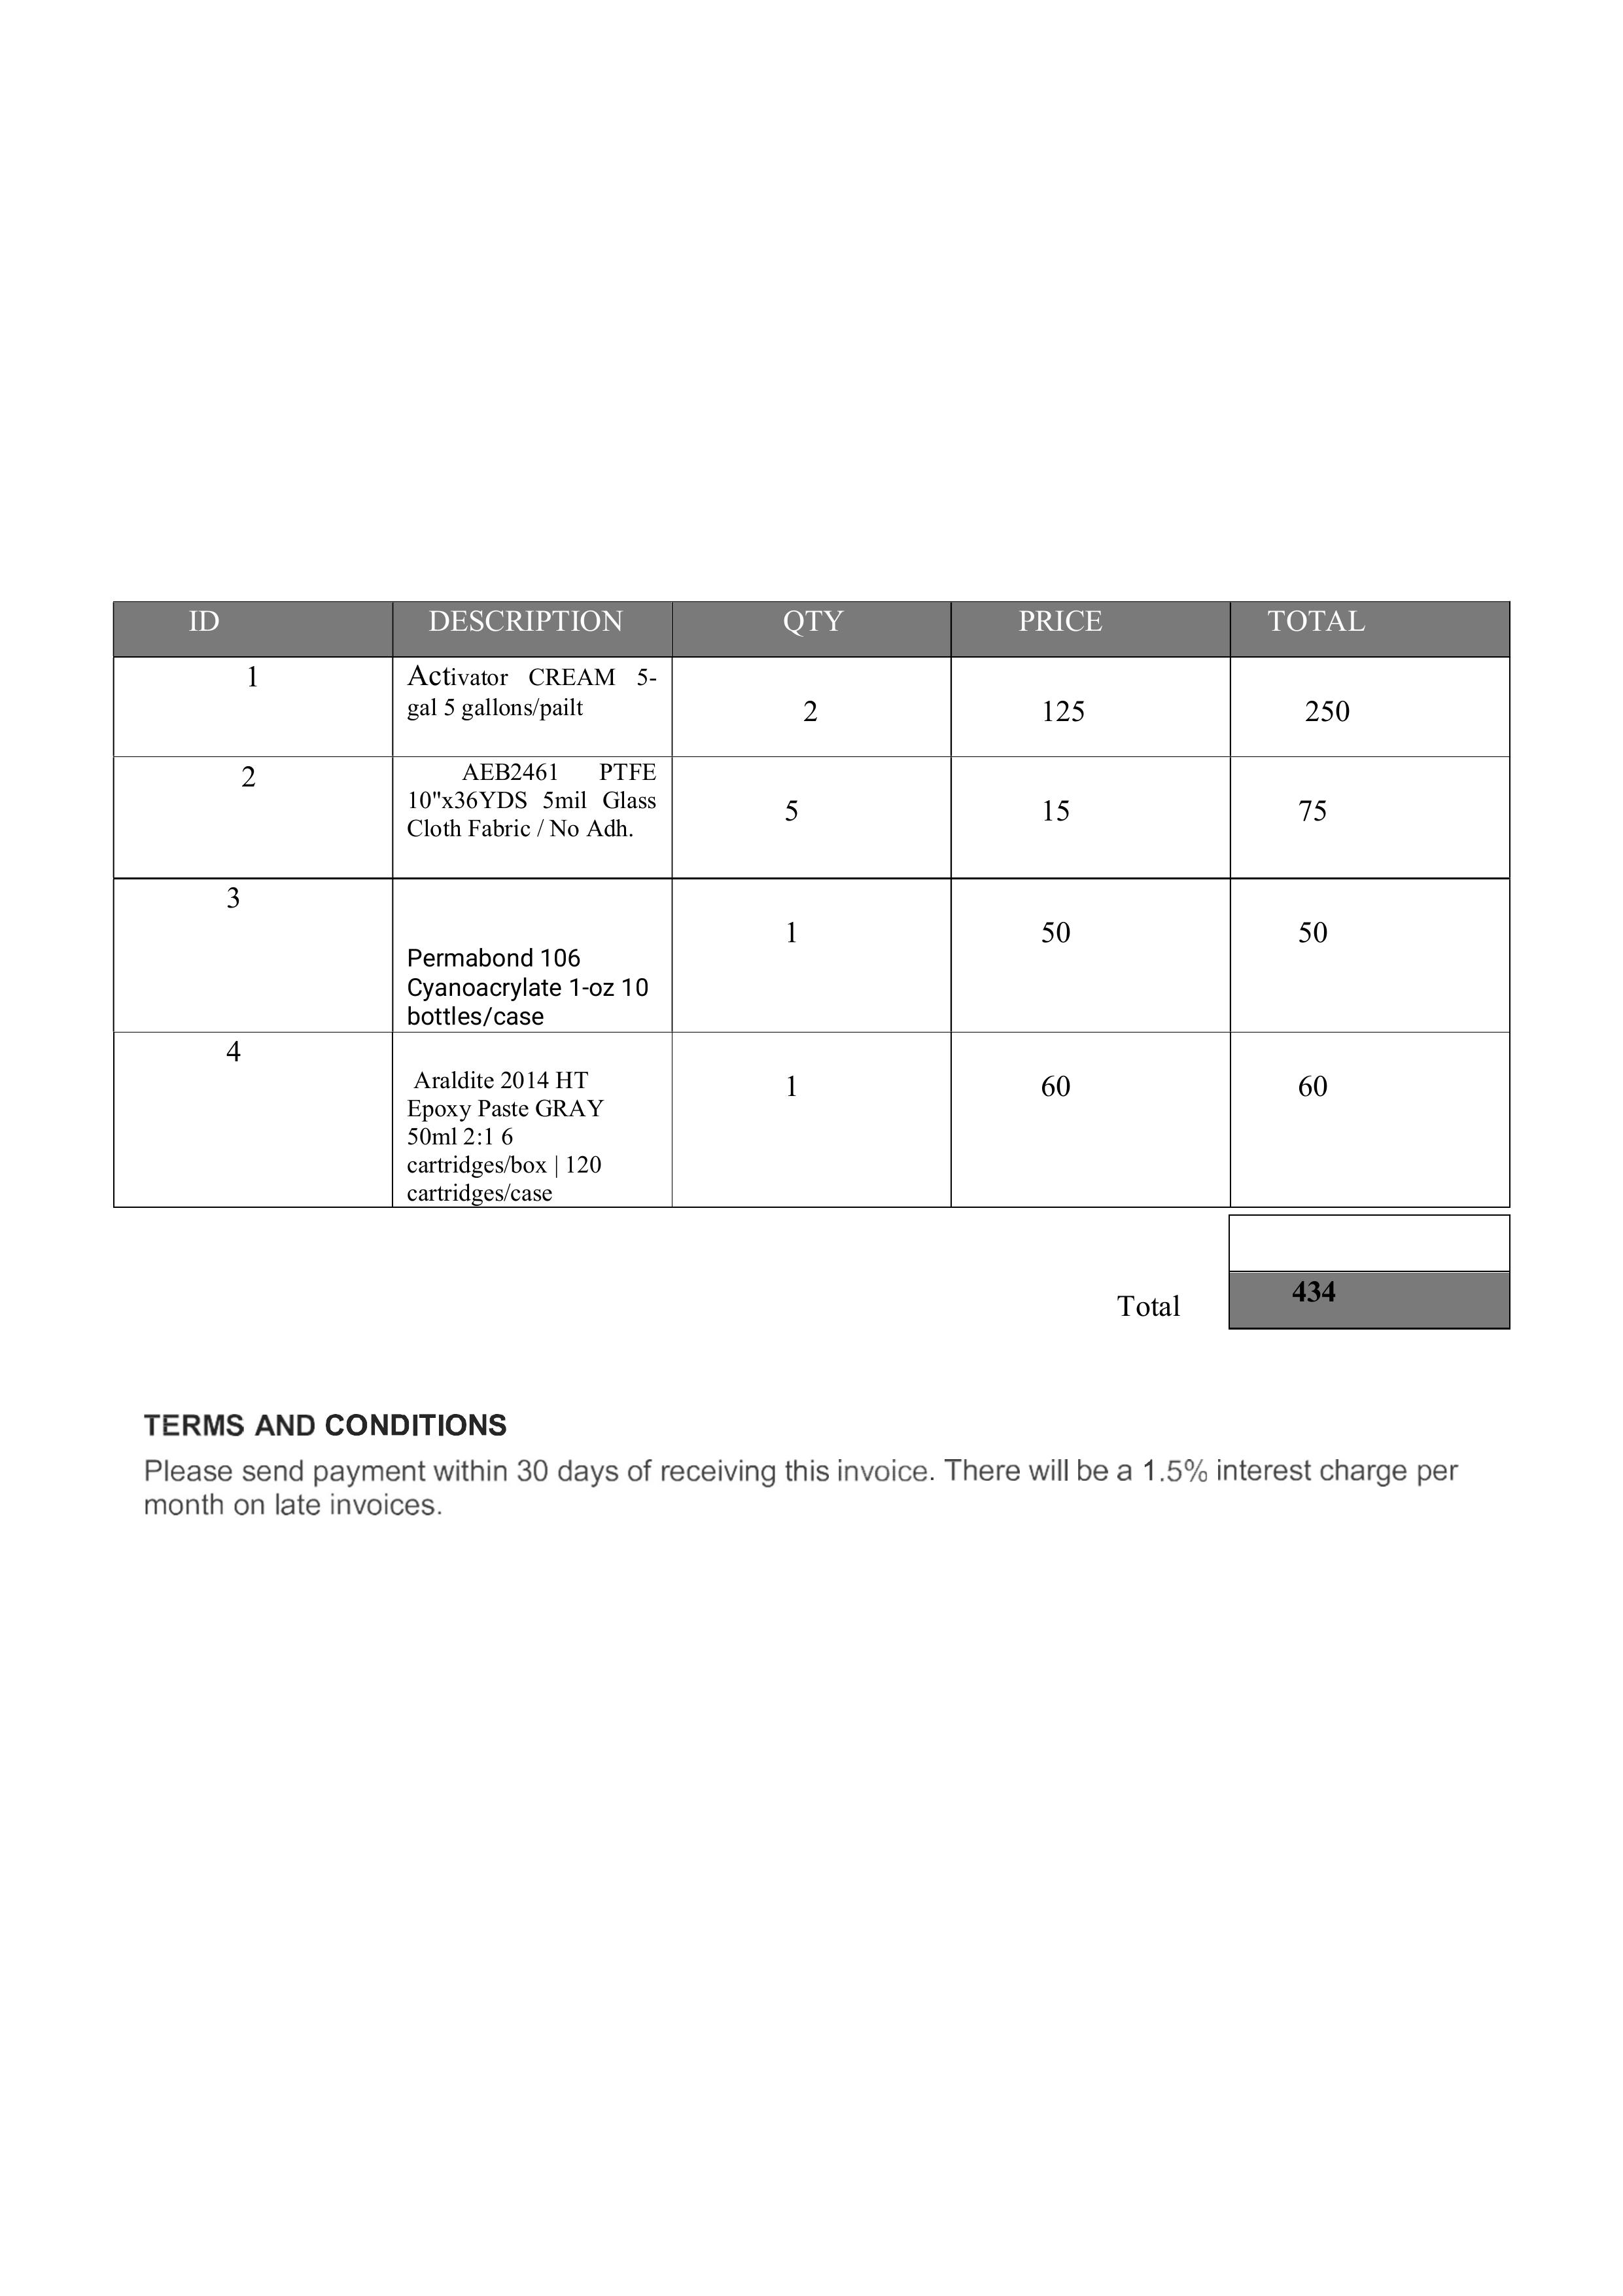 ID DESCRIPTION QTY PRICE TOTAL
1 Activator CREAM 5-
gal 5 gallons/pailt
2 125 250
2 AEB2461 PTFE
10"x36YDS 5mil Glass
Cloth Fabric / No Adh.
5 15 75
3
1 50 50
Permabond 106
Cyanoacrylate 1-oz 10
bottles/case
4
Araldite 2014 HT
Epoxy Paste GRAY
50ml 2:1 6
cartridges/box | 120
cartridges/case
1 60 60
Total 434
TERMS AND CONDITIONS
Please send payment within 30 days of receiving this invoice. There will be a 1.5% interest charge per
month on late invoices.